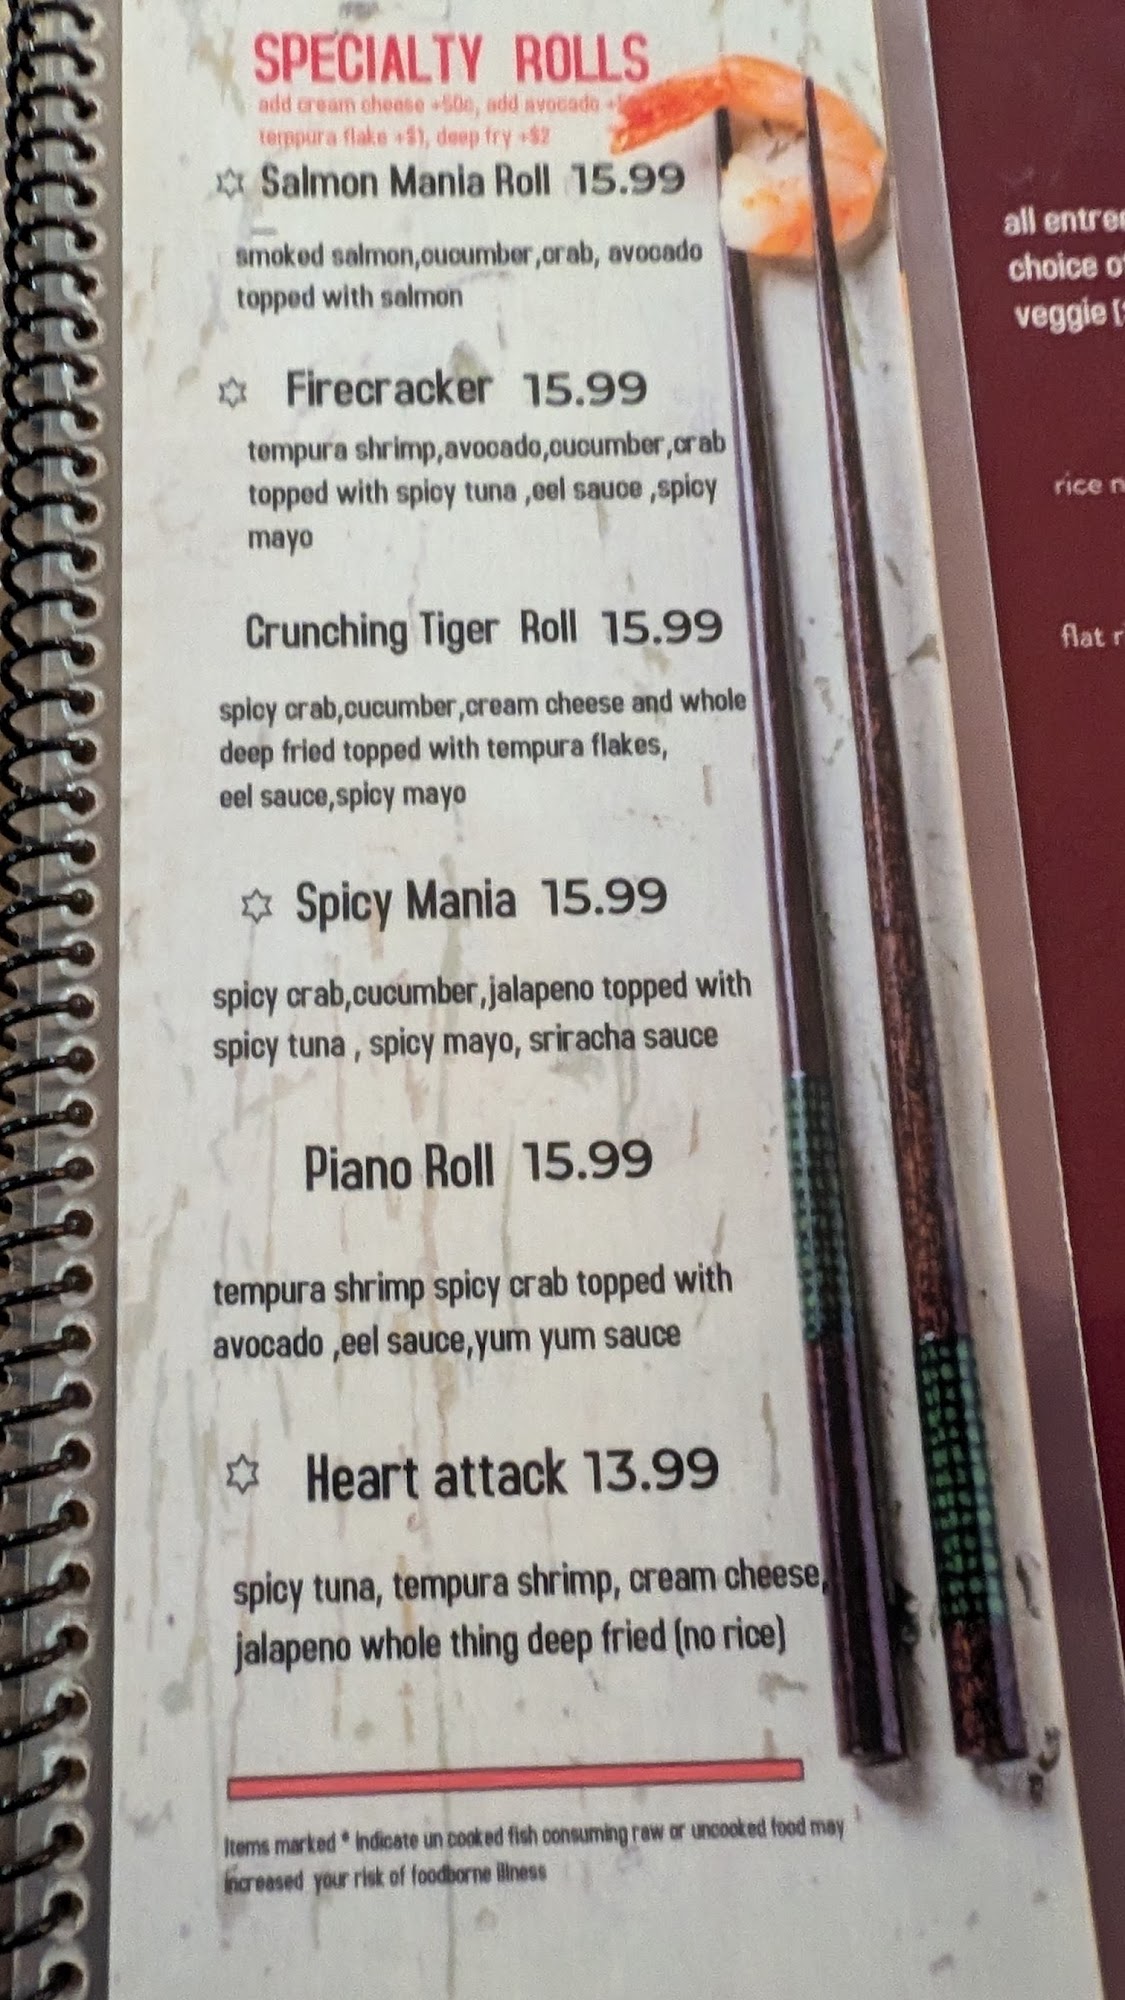 SPECIALTY ROLLS
add cream cheese +50c, add avocado
tempura flake +$1, deep fry +$2
Salmon Mania Roll 15.99
smoked salmon,cucumber,crab, avocado
topped with salmon
Firecracker 15.99
tempura shrimp,avocado,cucumber,crab
topped with spicy tuna ,eel sauce ,spicy
mayo
Crunching Tiger Roll 15.99
spicy crab,cucumber,cream cheese and whole
deep fried topped with tempura flakes,
eel sauce,spicy mayo
Spicy Mania 15.99
spicy crab,cucumber,jalapeno topped with
spicy tuna , spicy mayo, sriracha sauce
Piano Roll 15.99
tempura shrimp spicy crab topped with
avocado ,eel sauce,yum yum sauce
Heart attack 13.99
spicy tuna, tempura shrimp, cream cheese,
jalapeno whole thing deep fried (no rice)
Items marked * indicate un cooked fish consuming raw or uncooked food may
increased your risk of foodborne illness
all
choice
veggie
rice
flat